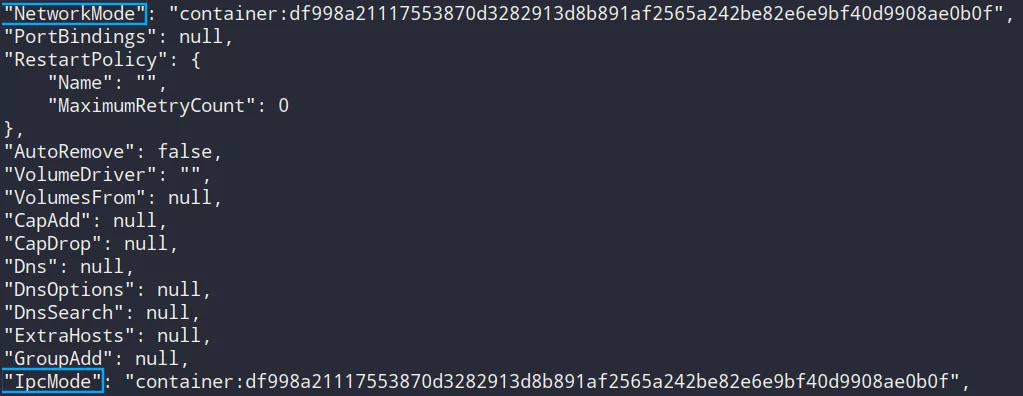 "NetworkMode": "container:df998a21117553870d3282913d8b891af2565a242be82e6e9bf40d9908ae0b0f",
"PortBindings": null,
"RestartPolicy": {
    "Name": "",
    "MaximumRetryCount": 0
},
"AutoRemove": false,
"VolumeDriver": "",
"VolumesFrom": null,
"CapAdd": null,
"CapDrop": null,
"Dns": null,
"DnsOptions": null,
"DnsSearch": null,
"ExtraHosts": null,
"GroupAdd": null,
"IpcMode": "container:df998a21117553870d3282913d8b891af2565a242be82e6e9bf40d9908ae0b0f",